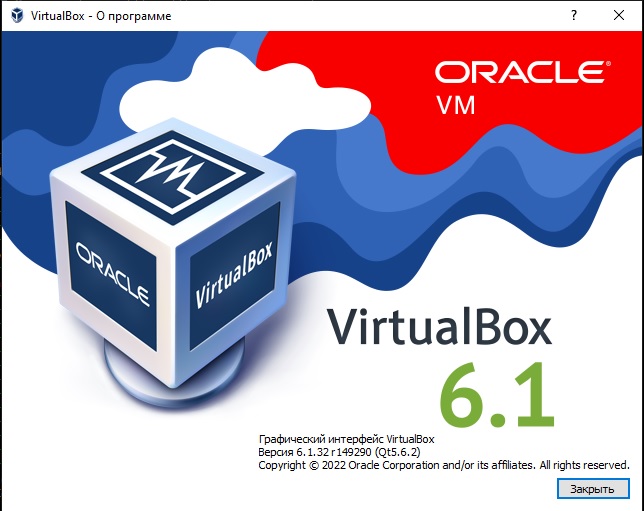 VirtualBox - О программе
ORACLE®
VM
ORACLE
VirtualBox
VirtualBox
6.1
Графический интерфейс VirtualBox
Версия 6.1.32 r149290 (Qt5.6.2)
Copyright © 2022 Oracle Corporation and/or its affiliates. All rights reserved.
Закрыть